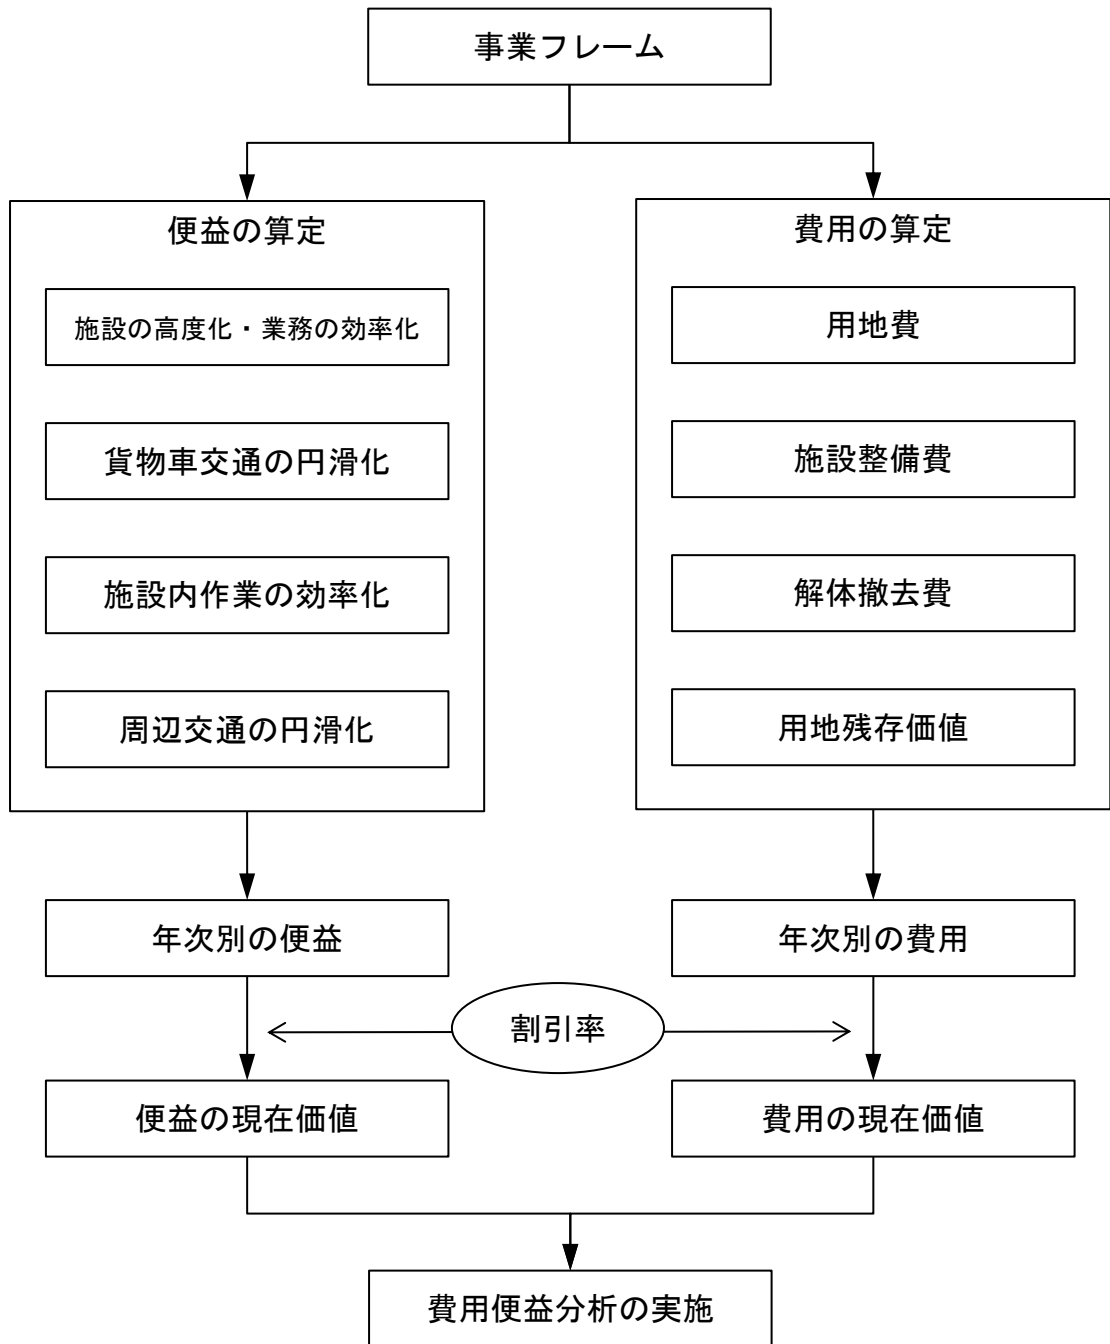 事業フレーム
便益の算定
施設の高度化・業務の効率化
貨物車交通の円滑化
施設内作業の効率化
周辺交通の円滑化
費用の算定
用地費
施設整備費
解体撤去費
用地残存価値
年次別の便益
年次別の費用
割引率
便益の現在価値
費用の現在価値
費用便益分析の実施